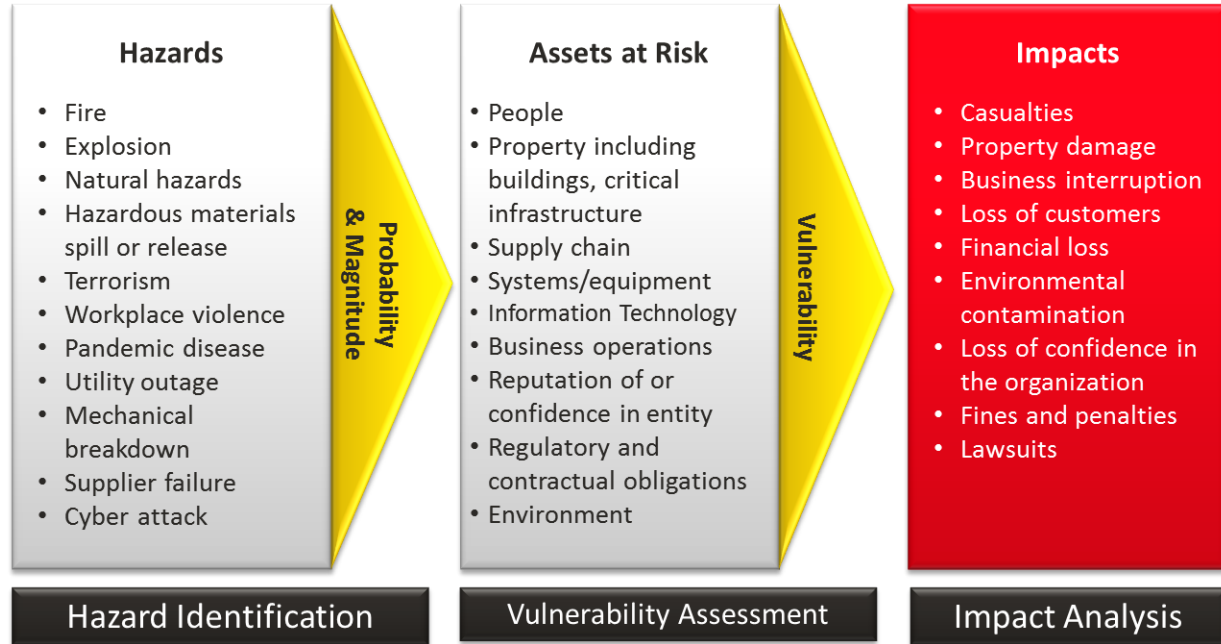 Hazards
• Fire
• Explosion
• Natural hazards
• Hazardous materials
spill or release
• Terrorism
• Workplace violence
• Pandemic disease
• Utility outage
• Mechanical
breakdown
• Supplier failure
• Cyber attack
Probability
& Magnitude
Assets at Risk
• People
• Property including
buildings, critical
infrastructure
• Supply chain
• Systems/equipment
• Information Technology
• Business operations
• Reputation of or
confidence in entity
• Regulatory and
contractual obligations
• Environment
Vulnerability
Impacts
• Casualties
• Property damage
• Business interruption
• Loss of customers
• Financial loss
• Environmental
contamination
• Loss of confidence in
the organization
• Fines and penalties
• Lawsuits
Hazard Identification
Vulnerability Assessment
Impact Analysis